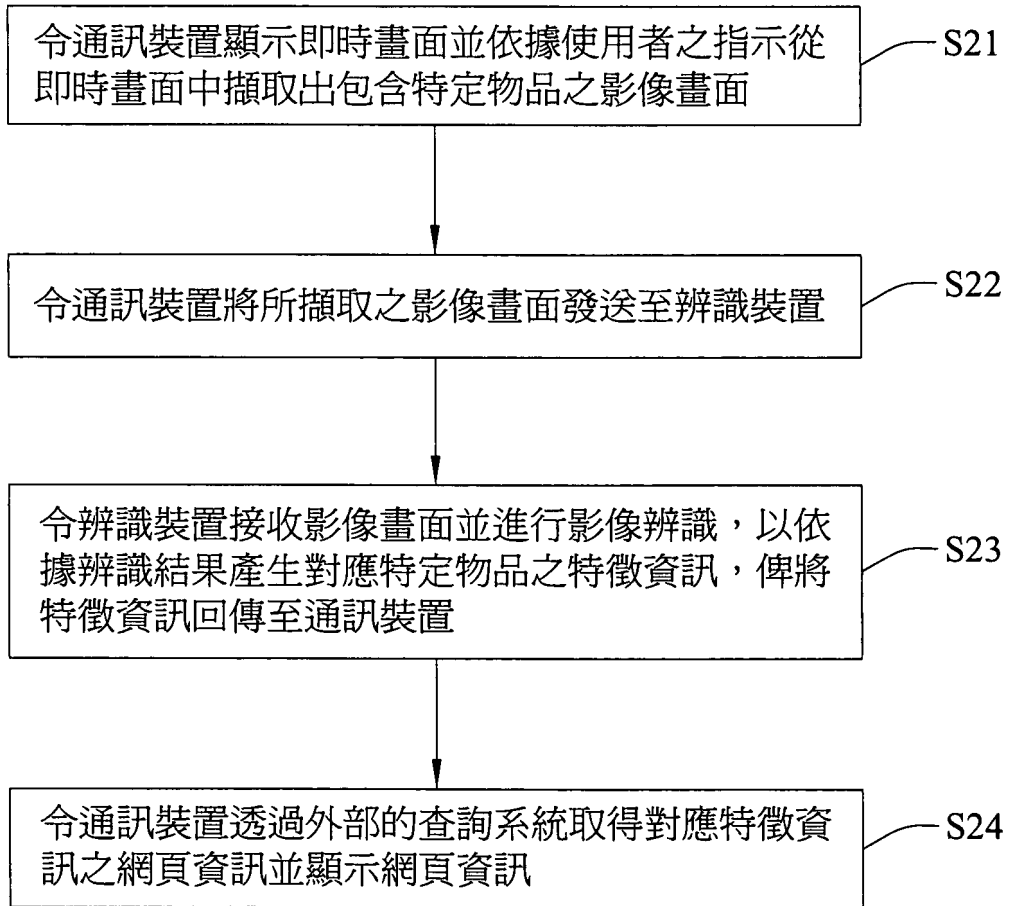 令通訊裝置顯示即時畫面並依據使用者之指示從
即時畫面中擷取出包含特定物品之影像畫面
S21
令通訊裝置將所擷取之影像畫面發送至辨識裝置
S22
令辨識裝置接收影像畫面並進行影像辨識，以依
據辨識結果產生對應特定物品之特徵資訊，俾將
特徵資訊回傳至通訊裝置
S23
令通訊裝置透過外部的查詢系統取得對應特徵資
訊之網頁資訊並顯示網頁資訊
S24